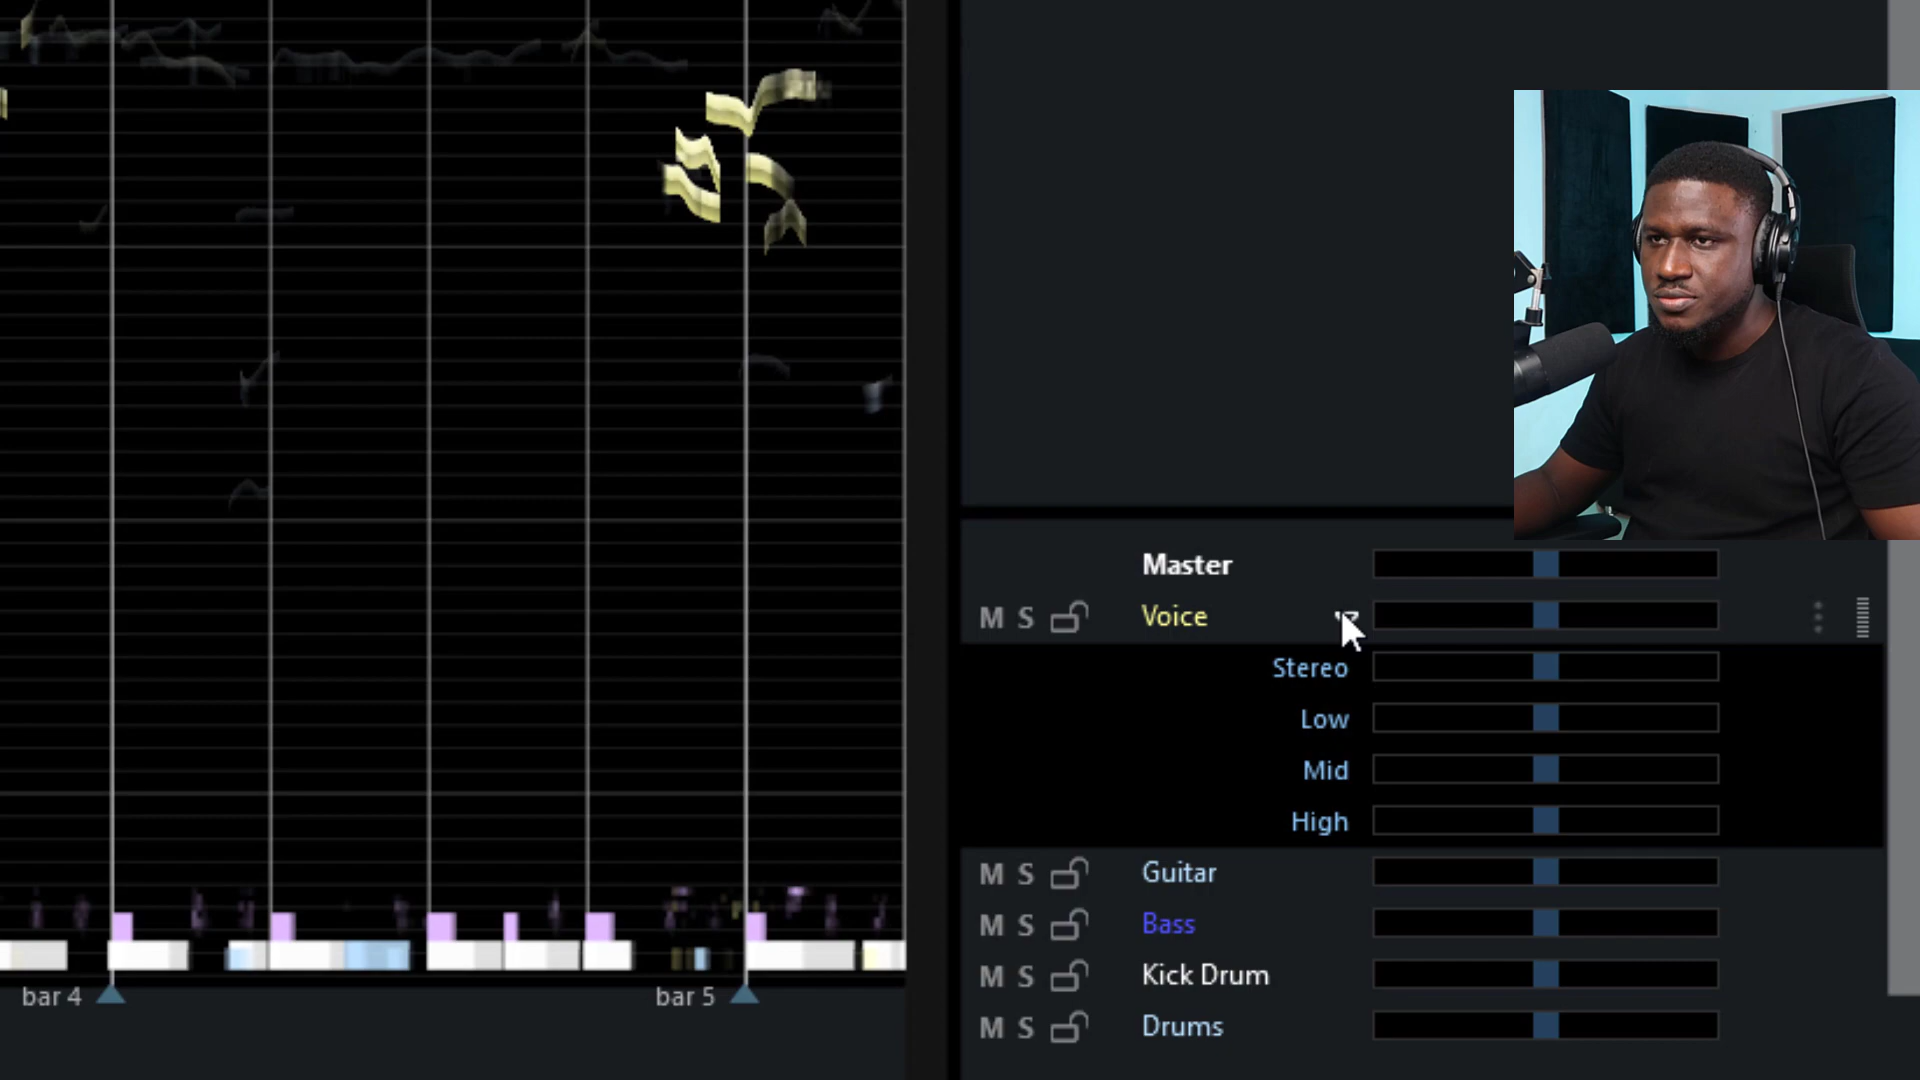 Master
M S Voice
Stereo
Low
Mid
High
M S Guitar
M S Bass
M S Kick Drum
M S Drums
bar 4
bar 5